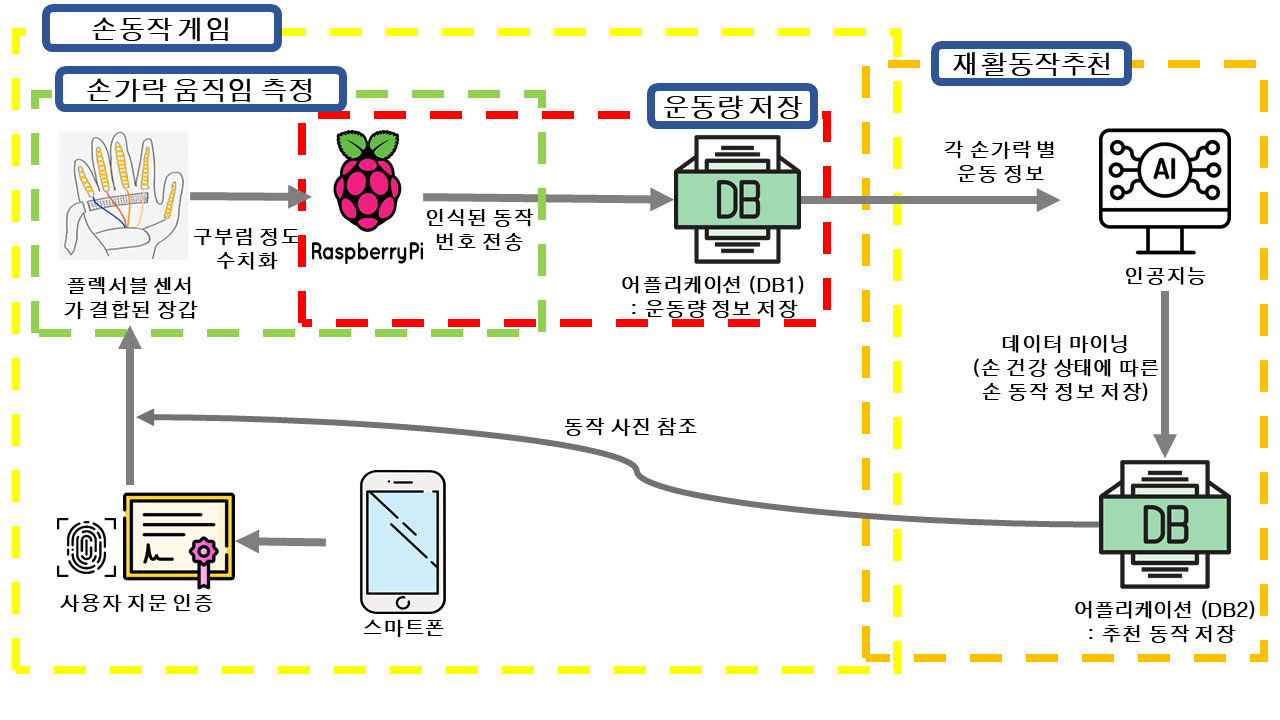 손동작 게임
손가락 움직임 측정
운동량 저장
재활동작추천
구부림 정도
수치화
RaspberryPi
인식된 동작
번호 전송
DB
각 손가락 별
운동 정보
AI
플렉서블 센서
가 결합된 장갑
어플리케이션 (DB1)
: 운동량 정보 저장
인공지능
데이터 마이닝
(손 건강 상태에 따른
손 동작 정보 저장)
동작 사진 참조
DB
사용자 지문 인증
스마트폰
어플리케이션 (DB2)
: 추천 동작 저장